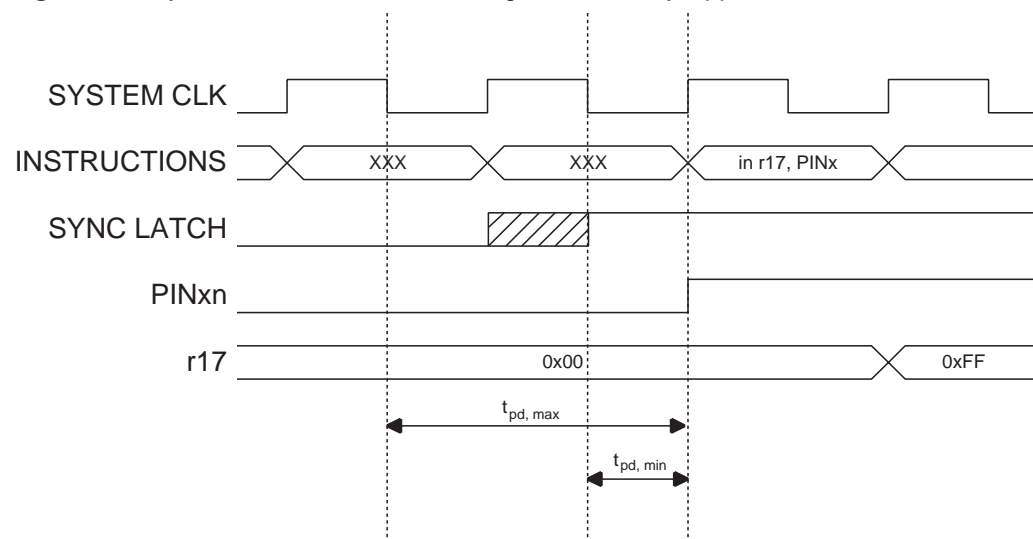 SYSTEM CLK
INSTRUCTIONS XXX XXX in r17, PINx
SYNC LATCH
PINxn
r17 0x00 0xFF
tpd, max
tpd, min